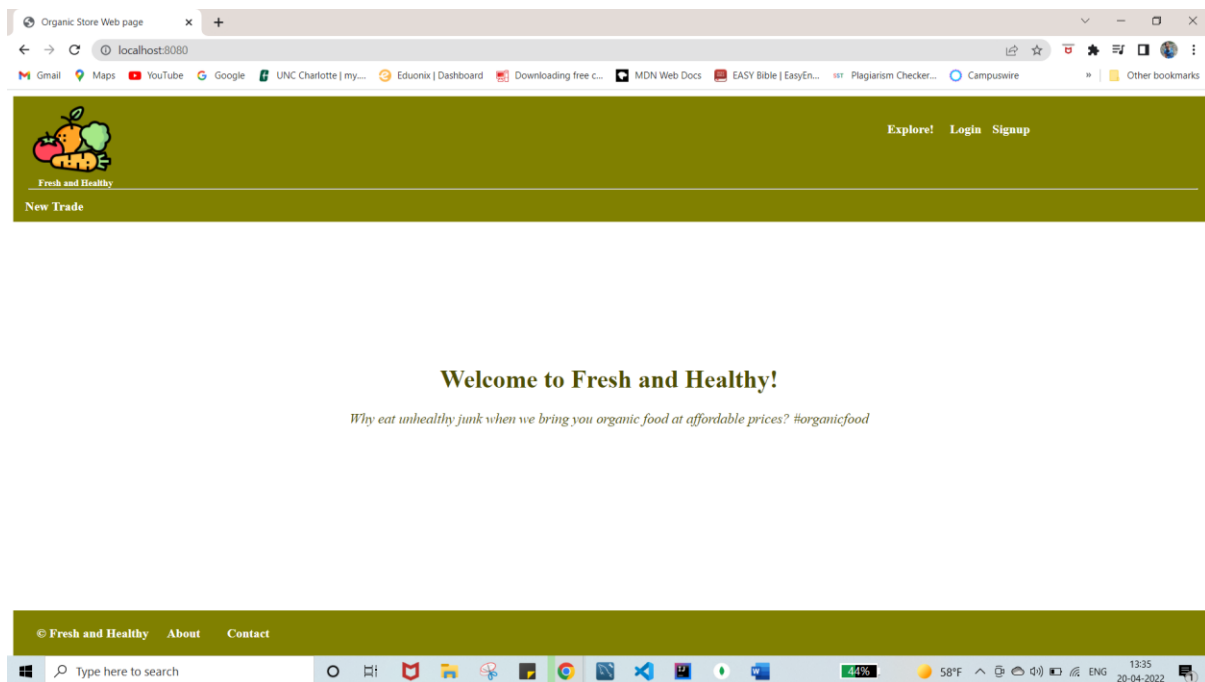 Organic Store Web page
localhost:8080
Gmail Maps YouTube Google UNC Charlotte | my.... Eduonix | Dashboard Downloading free c... MDN Web Docs EASY Bible | EasyEn... Plagiarism Checker... Campuswire » Other bookmarks
Explore! Login Signup
Fresh and Healthy
New Trade
Welcome to Fresh and Healthy!
Why eat unhealthy junk when we bring you organic food at affordable prices? #organicfood
© Fresh and Healthy About Contact
Type here to search 44% 58°F ENG 13:35
20-04-2022